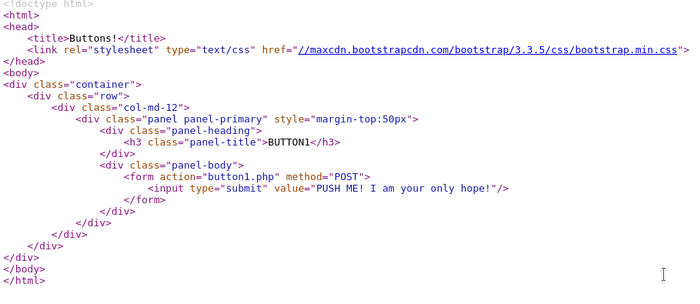 <!doctype html>
<html>
<head>
    <title>Buttons!</title>
    <link rel="stylesheet" type="text/css" href="//maxcdn.bootstrapcdn.com/bootstrap/3.3.5/css/bootstrap.min.css">
</head>
<body>
<div class="container">
    <div class="row">
        <div class="col-md-12">
            <div class="panel panel-primary" style="margin-top:50px">
                <div class="panel-heading">
                    <h3 class="panel-title">BUTTON1</h3>
                </div>
                <div class="panel-body">
                    <form action="button1.php" method="POST">
                        <input type="submit" value="PUSH ME! I am your only hope!"/>
                    </form>
                </div>
            </div>
        </div>
    </div>
</div>
</body>
</html>